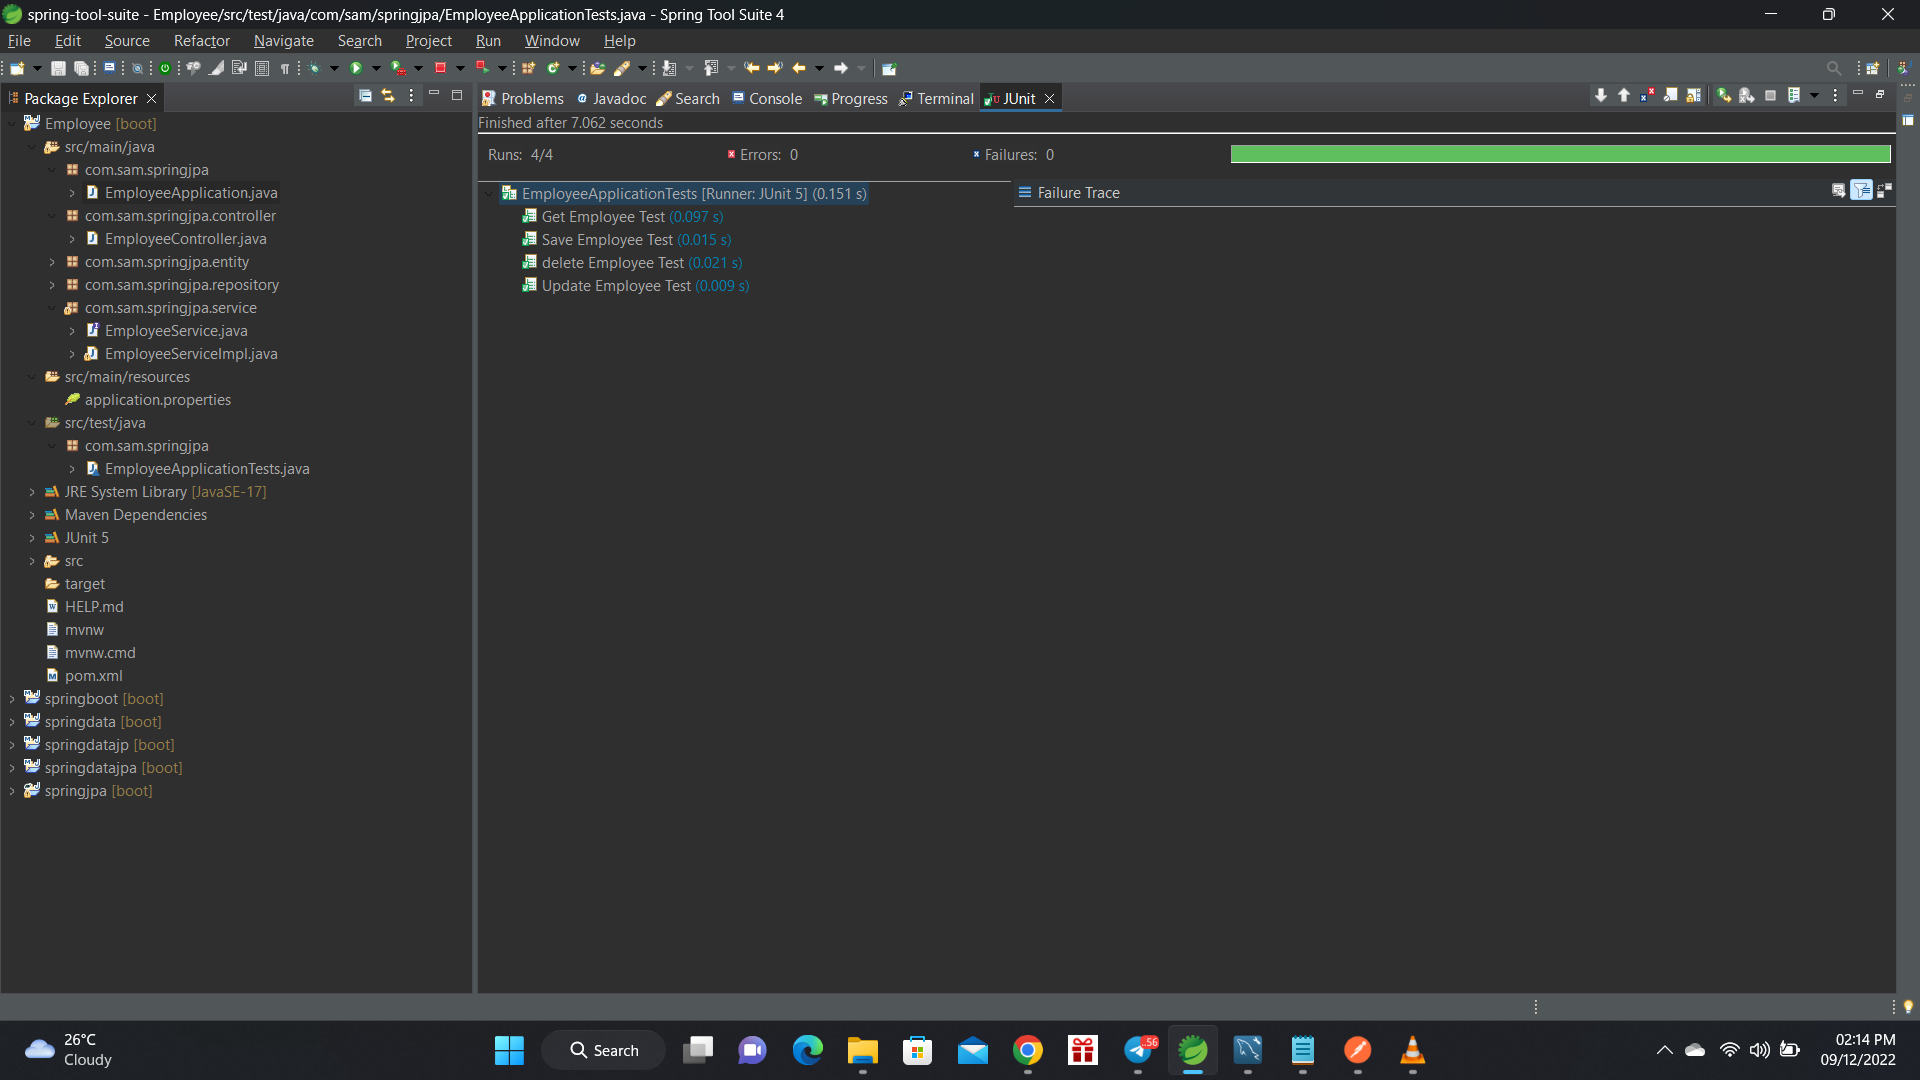 spring-tool-suite - Employee/src/test/java/com/sam/springjpa/EmployeeApplicationTests.java - Spring Tool Suite 4
File Edit Source Refactor Navigate Search Project Run Window Help
Package Explorer
Employee [boot]
src/main/java
com.sam.springjpa
EmployeeApplication.java
com.sam.springjpa.controller
EmployeeController.java
com.sam.springjpa.entity
com.sam.springjpa.repository
com.sam.springjpa.service
EmployeeService.java
EmployeeServiceImpl.java
src/main/resources
application.properties
src/test/java
com.sam.springjpa
EmployeeApplicationTests.java
JRE System Library [JavaSE-17]
Maven Dependencies
JUnit 5
src
target
HELP.md
mvnw
mvnw.cmd
pom.xml
springboot [boot]
springdata [boot]
springdatajp [boot]
springdatajpa [boot]
springjpa [boot]
Problems Javadoc Search Console Progress Terminal JUnit
Finished after 7.062 seconds
Runs: 4/4 Errors: 0 Failures: 0
EmployeeApplicationTests [Runner: JUnit 5] (0.151 s)
Get Employee Test (0.097 s)
Save Employee Test (0.015 s)
delete Employee Test (0.021 s)
Update Employee Test (0.009 s)
Failure Trace
26°C
Cloudy
Search
..56
02:14 PM
09/12/2022